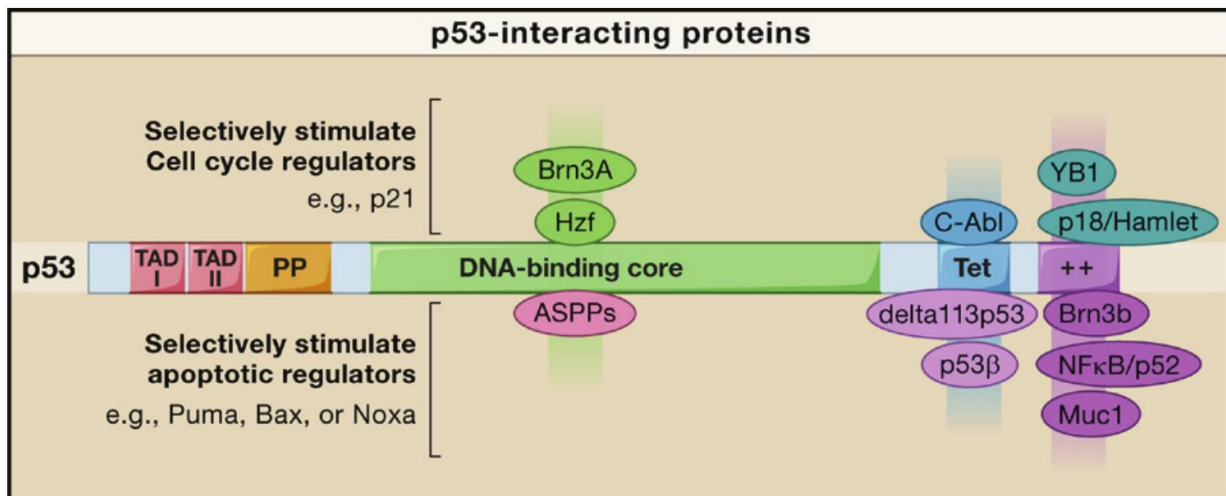 p53-interacting proteins
Selectively stimulate
Cell cycle regulators
e.g., p21
Brn3A
Hzf
C-Abl
YB1
p18/Hamlet
p53
TAD
I
TAD
II
PP
DNA-binding core
Tet
++
Selectively stimulate
apoptotic regulators
e.g., Puma, Bax, or Noxa
ASPPs
delta113p53
p53β
Brn3b
NFκB/p52
Muc1